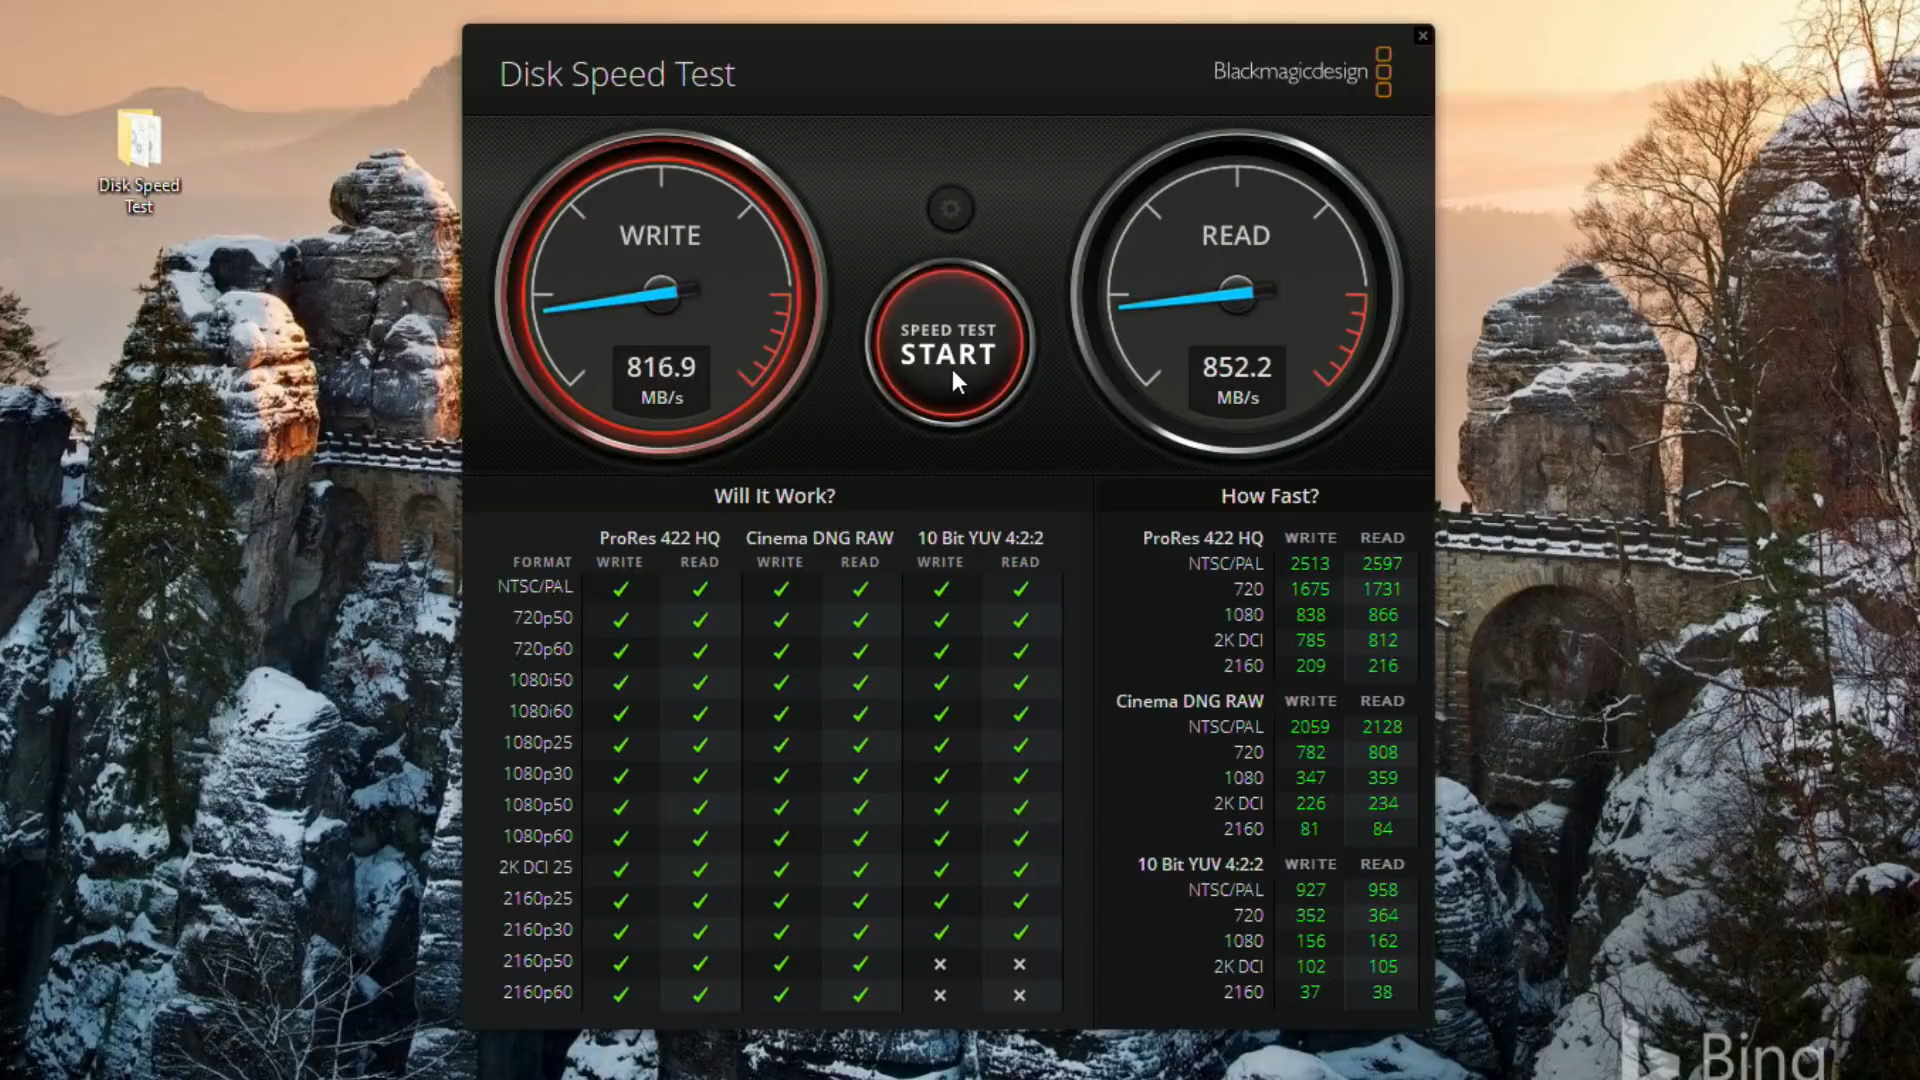 Disk Speed Test
Blackmagicdesign
Disk Speed
Test
WRITE
816.9
MB/s
SPEED TEST
START
READ
852.2
MB/s
Will It Work?
ProRes 422 HQ Cinema DNG RAW 10 Bit YUV 4:2:2
FORMAT WRITE READ WRITE READ WRITE READ
NTSC/PAL ✓ ✓ ✓ ✓ ✓ ✓
720p50 ✓ ✓ ✓ ✓ ✓ ✓
720p60 ✓ ✓ ✓ ✓ ✓ ✓
1080i50 ✓ ✓ ✓ ✓ ✓ ✓
1080i60 ✓ ✓ ✓ ✓ ✓ ✓
1080p25 ✓ ✓ ✓ ✓ ✓ ✓
1080p30 ✓ ✓ ✓ ✓ ✓ ✓
1080p50 ✓ ✓ ✓ ✓ ✓ ✓
1080p60 ✓ ✓ ✓ ✓ ✓ ✓
2K DCI 25 ✓ ✓ ✓ ✓ ✓ ✓
2160p25 ✓ ✓ ✓ ✓ ✓ ✓
2160p30 ✓ ✓ ✓ ✓ ✓ ✓
2160p50 ✓ ✓ ✓ ✓ × ×
2160p60 ✓ ✓ ✓ ✓ × ×
How Fast?
ProRes 422 HQ WRITE READ
NTSC/PAL 2513 2597
720 1675 1731
1080 838 866
2K DCI 785 812
2160 209 216
Cinema DNG RAW WRITE READ
NTSC/PAL 2059 2128
720 782 808
1080 347 359
2K DCI 226 234
2160 81 84
10 Bit YUV 4:2:2 WRITE READ
NTSC/PAL 927 958
720 352 364
1080 156 162
2K DCI 102 105
2160 37 38
Bing